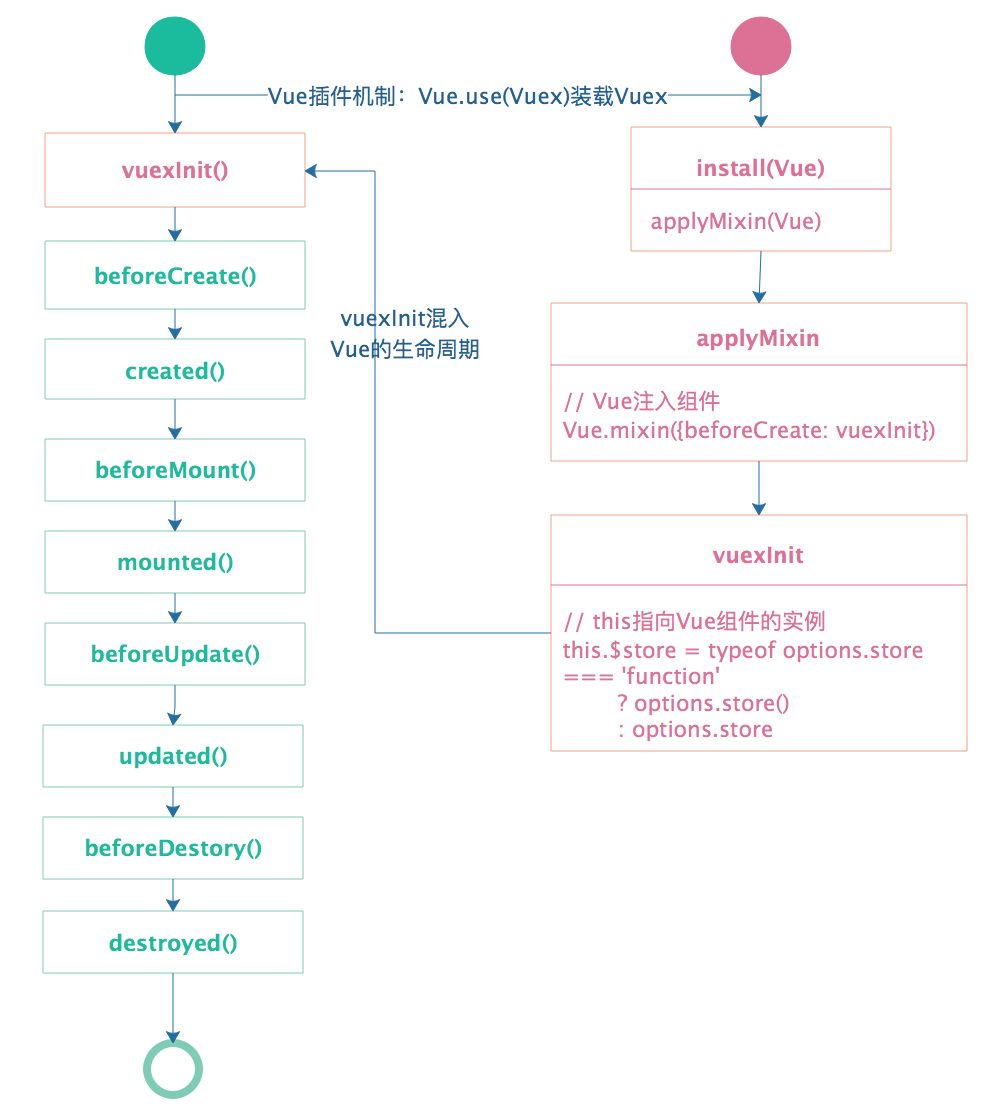 Vue插件机制：Vue.use(Vuex)装载Vuex
vuexInit()
beforeCreate()
created()
beforeMount()
mounted()
beforeUpdate()
updated()
beforeDestory()
destroyed()
vuexInit混入
Vue的生命周期
install(Vue)
applyMixin(Vue)
applyMixin
// Vue注入组件
Vue.mixin({beforeCreate: vuexInit})
vuexInit
// this指向Vue组件的实例
this.$store = typeof options.store
=== 'function'
? options.store()
: options.store